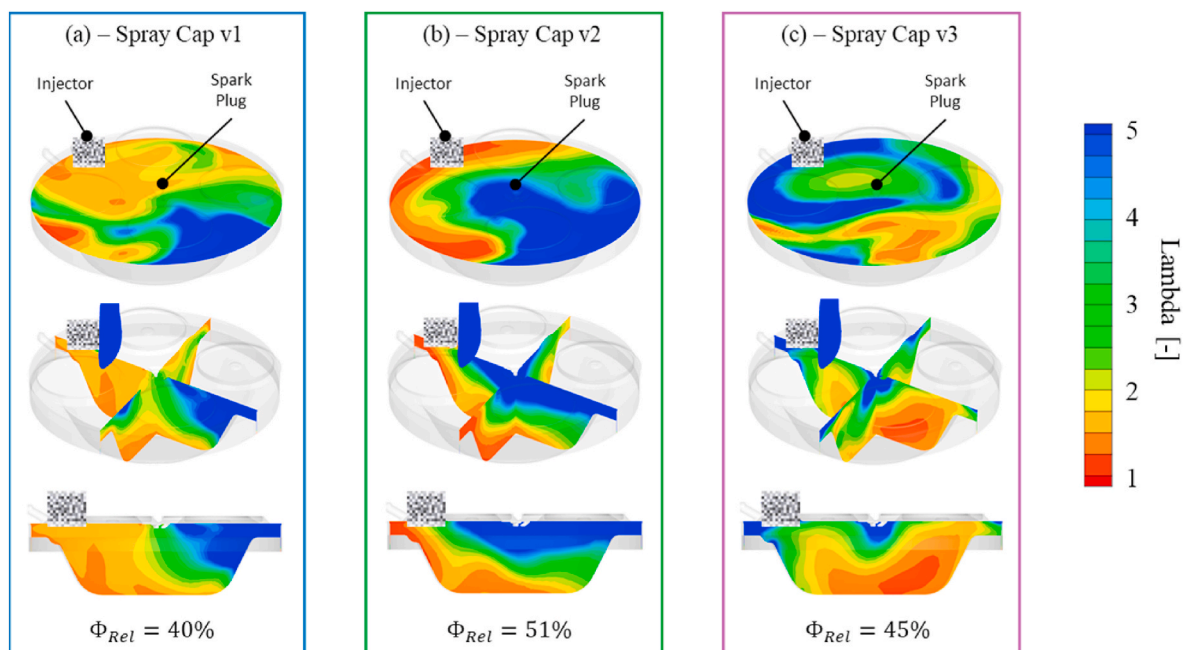 (a) – Spray Cap v1
Injector
Spark
Plug
Φ_Rel = 40%
(b) – Spray Cap v2
Injector
Spark
Plug
Φ_Rel = 51%
(c) – Spray Cap v3
Injector
Spark
Plug
Φ_Rel = 45%
5
4
3
2
1
Lambda [-]